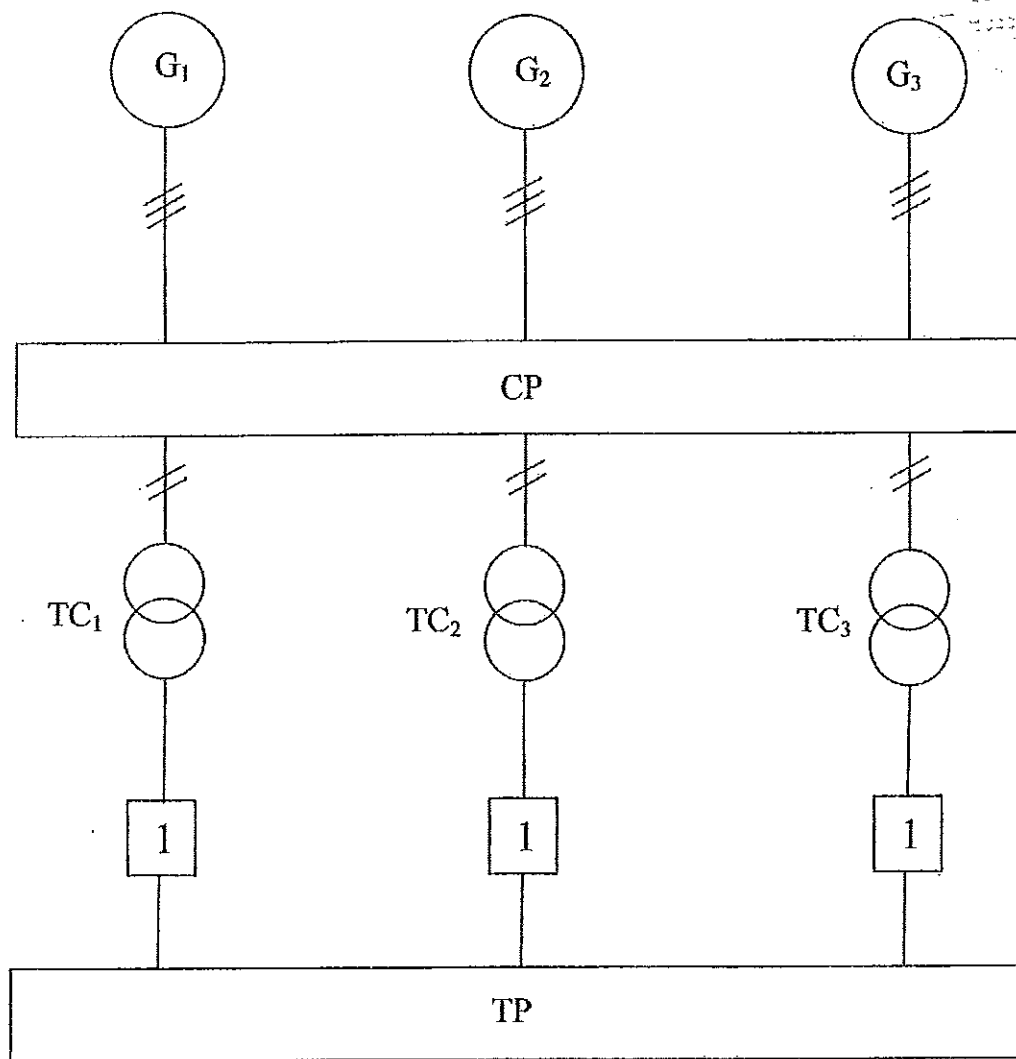 G₁ G₂ G₃
CP
TC₁ TC₂ TC₃
1 1 1
TP